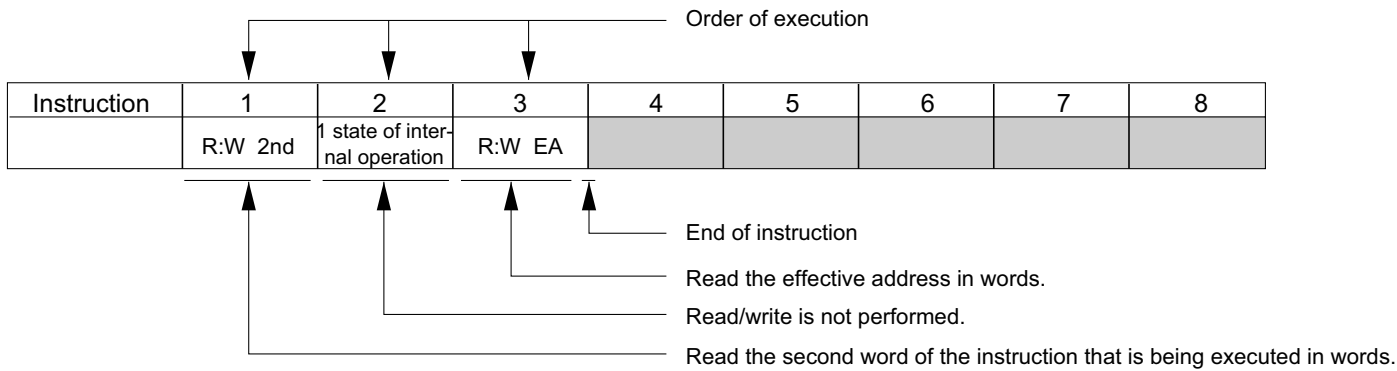 Order of execution
Instruction 1 2 3 4 5 6 7 8
R:W 2nd 1 state of inter-
nal operation R:W EA
End of instruction
Read the effective address in words.
Read/write is not performed.
Read the second word of the instruction that is being executed in words.